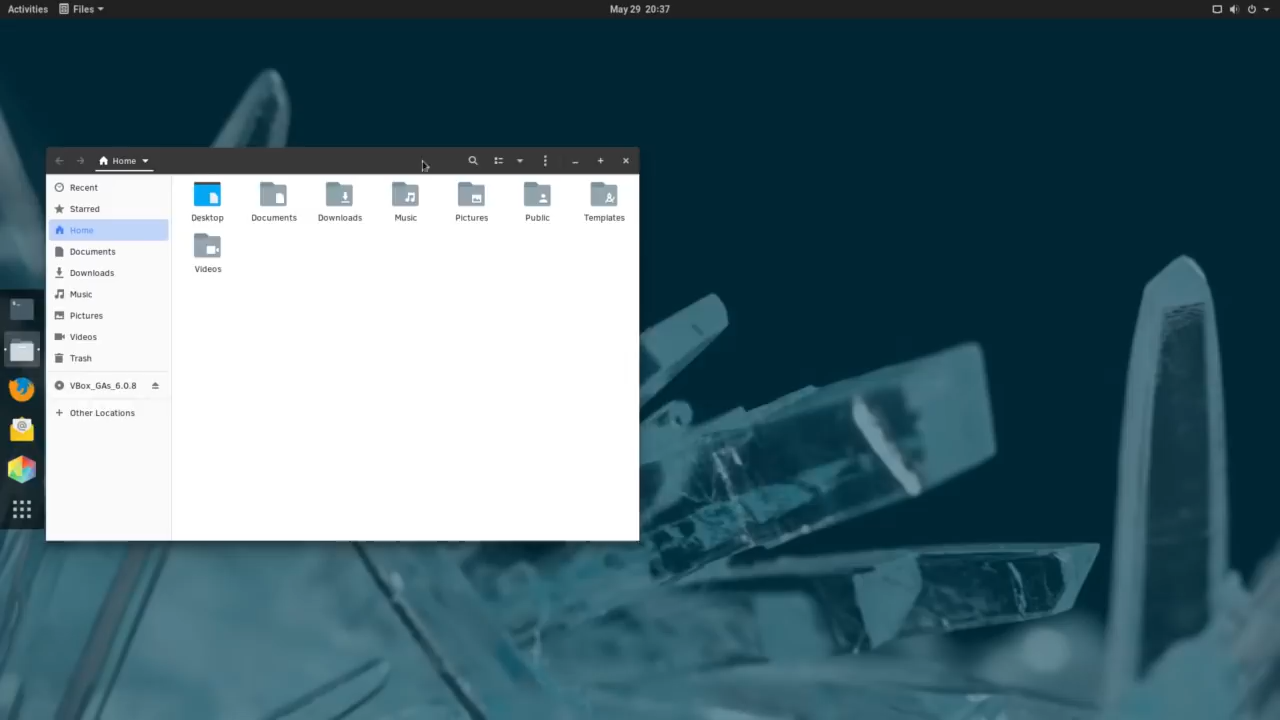 Activities Files May 29 20:37
Home
Recent
Starred
Home
Documents
Downloads
Music
Pictures
Videos
Trash
VBox_GAs_6.0.8
Other Locations
Desktop Documents Downloads Music Pictures Public Templates
Videos